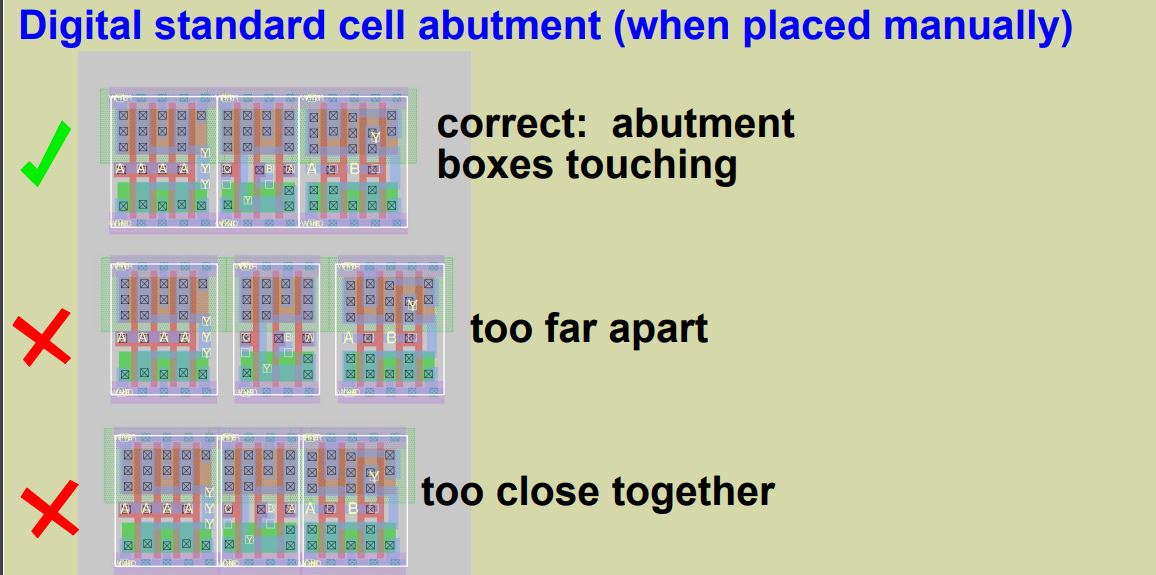 Digital standard cell abutment (when placed manually)
correct:  abutment
boxes touching
A A A A Y Y Y C B A Y A B Y
too far apart
A A A A Y Y Y C B A Y A B Y
too close together
A A A A Y Y Y C B A Y A B Y